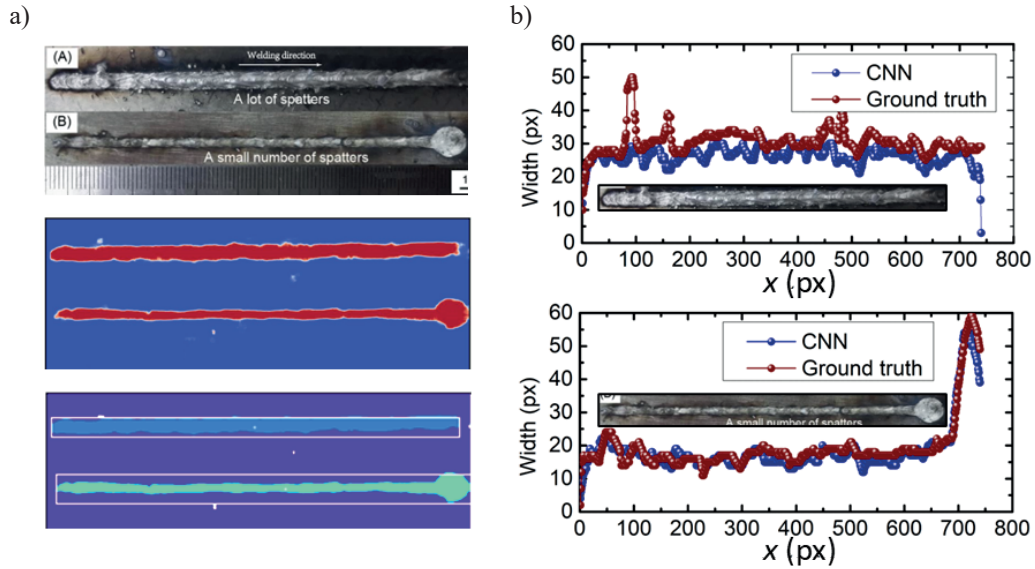 a)
(A)
Welding direction
A lot of spatters
(B)
A small number of spatters
1
b)
60
50
40
30
20
10
0
Width (px)
CNN
Ground truth
0 100 200 300 400 500 600 700 800
x (px)
60
50
40
30
20
10
0
Width (px)
CNN
Ground truth
A small number of spatters
0 100 200 300 400 500 600 700 800
x (px)